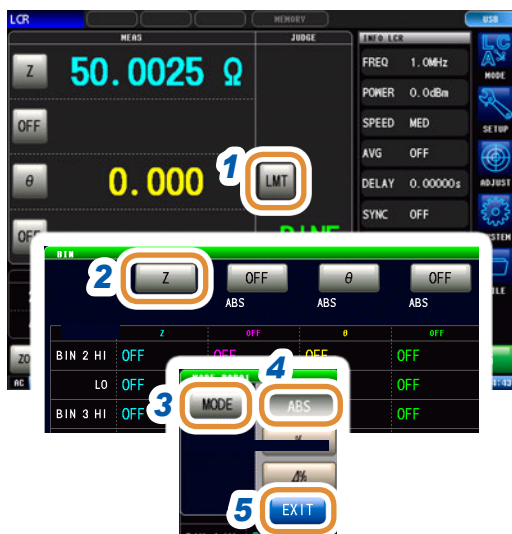 LCR
MEMORY
USB
MEAS
JUDGE
INFO LCR
Z
50.0025 Ω
FREQ 1.0MHz
POWER 0.0dBm
MODE
OFF
SPEED MED
SETUP
AVG OFF
θ
0.000
1
LMT
DELAY 0.00000s
ADJUST
SYNC OFF
BIN
2
Z
OFF
θ
OFF
ABS
ABS
ABS
Z
OFF
θ
OFF
BIN 2 HI OFF OFF OFF OFF
LO OFF OFF
BIN 3 HI OFF OFF
AC
3
MODE
4
ABS
Δ%
5
EXIT